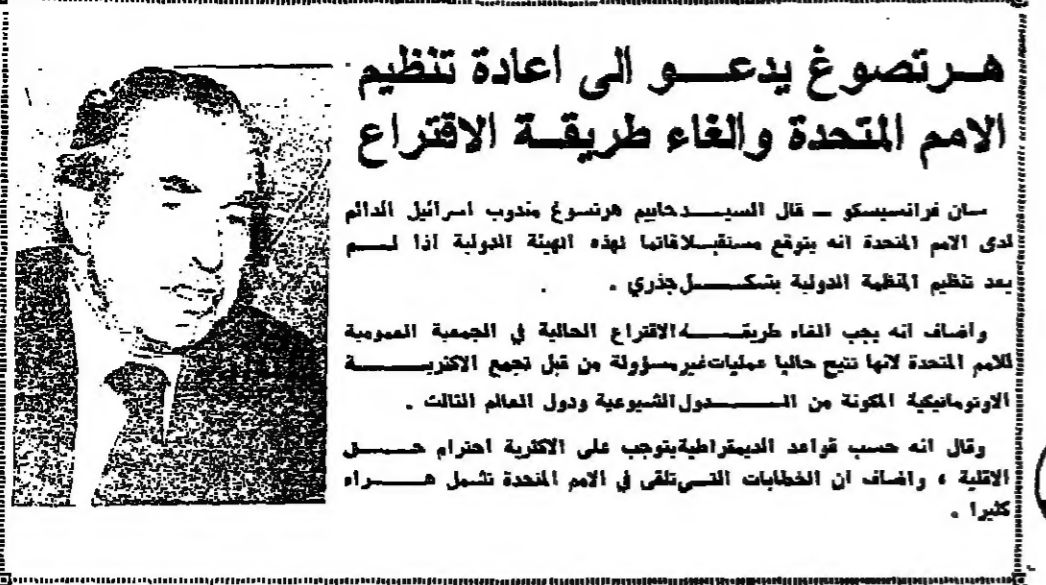 هرتصوغ يدعو الى اعادة تنظيم
الامم المتحدة والغاء طريقة الاقتراع
سان فرانسيسكو — قال السيد حاييم هرتسوغ مندوب اسرائيل الدائم
لدى الامم المتحدة انه يتوقع مستقبلا قاتما لهذه الهيئة الدولية اذا لم
يعد تنظيم المنظمة الدولية بشكل جذري .
واضاف انه يجب الغاء طريقة الاقتراع الحالية في الجمعية العمومية
للامم المتحدة لانها تتيح حاليا عمليات غير مسؤولة من قبل تجمع الاكثرية
الاوتوماتيكية المكونة من الدول الشيوعية ودول العالم الثالث .
وقال انه حسب قواعد الديمقراطية يتوجب على الاكثرية احترام حق
الاقلية ، واضاف ان الخطابات التي تلقى في الامم المتحدة تشمل هراء
كثيرا .